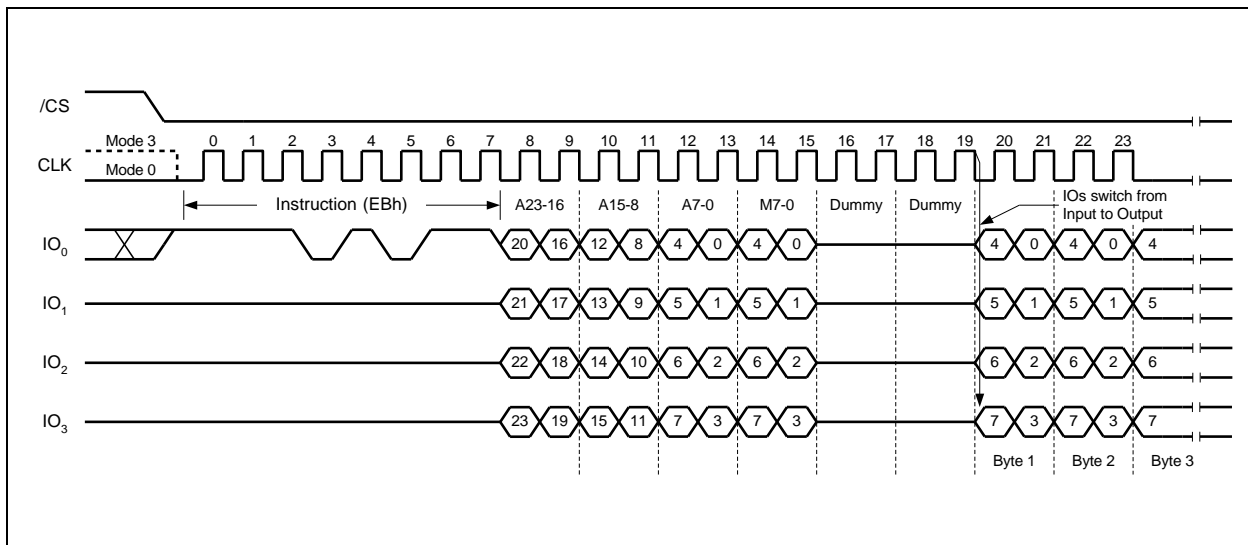 /CS
Mode 3
0 1 2 3 4 5 6 7 8 9 10 11 12 13 14 15 16 17 18 19 20 21 22 23
CLK
Mode 0
Instruction (EBh)
A23-16 A15-8 A7-0 M7-0 Dummy Dummy
IOs switch from
Input to Output
IO0 20 16 12 8 4 0 4 0 4 0 4 0 4
IO1 21 17 13 9 5 1 5 1 5 1 5 1 5
IO2 22 18 14 10 6 2 6 2 6 2 6 2 6
IO3 23 19 15 11 7 3 7 3 7 3 7 3 7
Byte 1 Byte 2 Byte 3